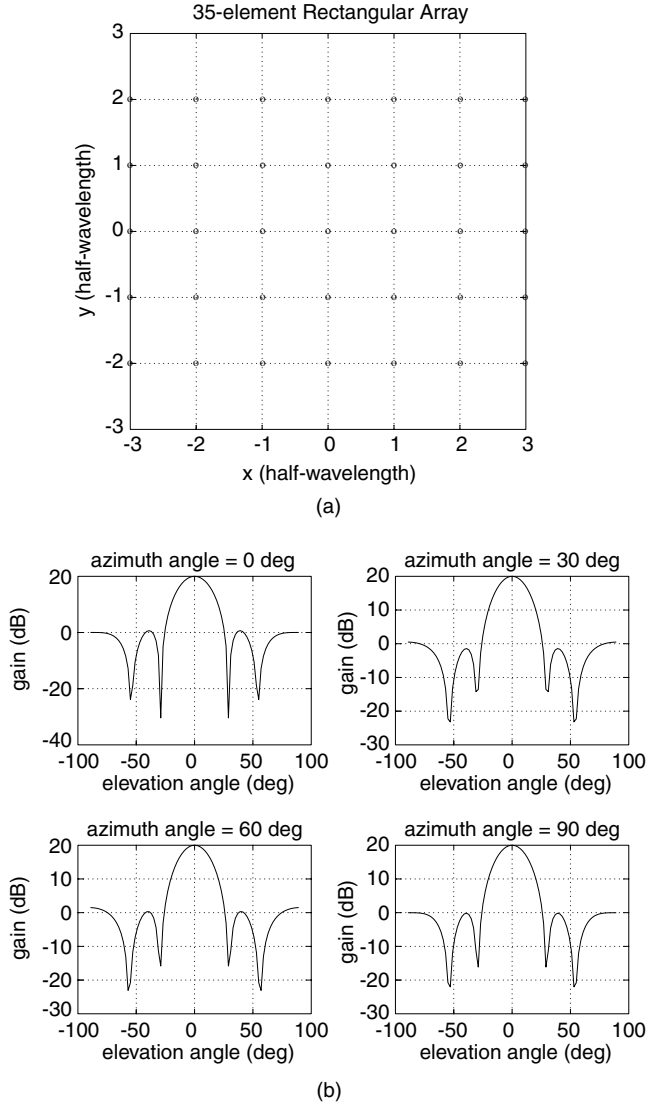 35-element Rectangular Array
3
2
1
0
-1
-2
-3
y (half-wavelength)
-3 -2 -1 0 1 2 3
x (half-wavelength)
(a)
azimuth angle = 0 deg
20
0
-20
-40
gain (dB)
-100 -50 0 50 100
elevation angle (deg)
azimuth angle = 30 deg
20
10
0
-10
-20
-30
gain (dB)
-100 -50 0 50 100
elevation angle (deg)
azimuth angle = 60 deg
20
10
0
-10
-20
-30
gain (dB)
-100 -50 0 50 100
elevation angle (deg)
azimuth angle = 90 deg
20
10
0
-10
-20
-30
gain (dB)
-100 -50 0 50 100
elevation angle (deg)
(b)